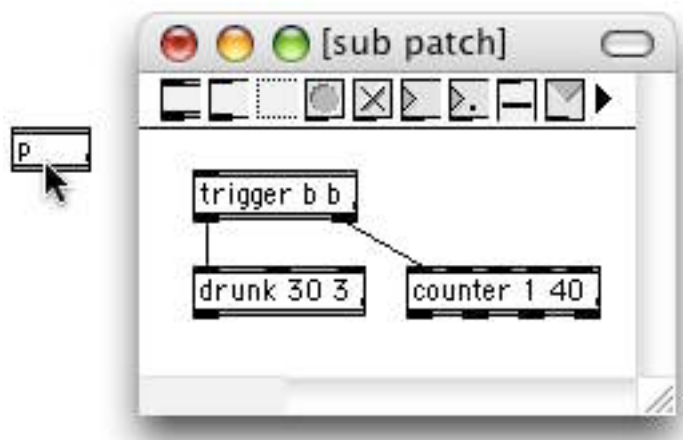 [sub patch]
p
trigger b b
drunk 30 3
counter 1 40